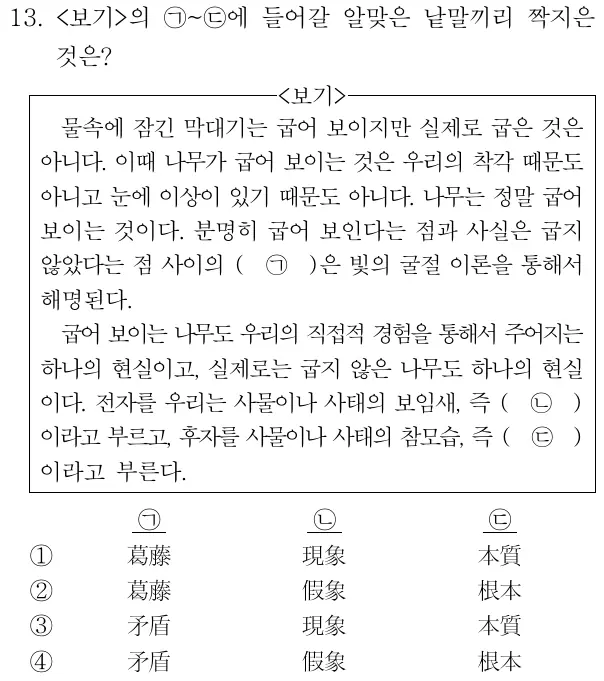 13. <보기>의 ㉠~㉢에 들어갈 알맞은 낱말끼리 짝지은
것은?
<보기>
물속에 잠긴 막대기는 굽어 보이지만 실제로 굽은 것은
아니다. 이때 나무가 굽어 보이는 것은 우리의 착각 때문도
아니고 눈에 이상이 있기 때문도 아니다. 나무는 정말 굽어
보이는 것이다. 분명히 굽어 보인다는 점과 사실은 굽지
않았다는 점 사이의 ( ㉠ )은 빛의 굴절 이론을 통해서
해명된다.
굽어 보이는 나무도 우리의 직접적 경험을 통해서 주어지는
하나의 현실이고, 실제로는 굽지 않은 나무도 하나의 현실
이다. 전자를 우리는 사물이나 사태의 보임새, 즉 ( ㉡ )
이라고 부르고, 후자를 사물이나 사태의 참모습, 즉 ( ㉢ )
이라고 부른다.
㉠ ㉡ ㉢
① 葛藤 現象 本質
② 葛藤 假象 根本
③ 矛盾 現象 本質
④ 矛盾 假象 根本